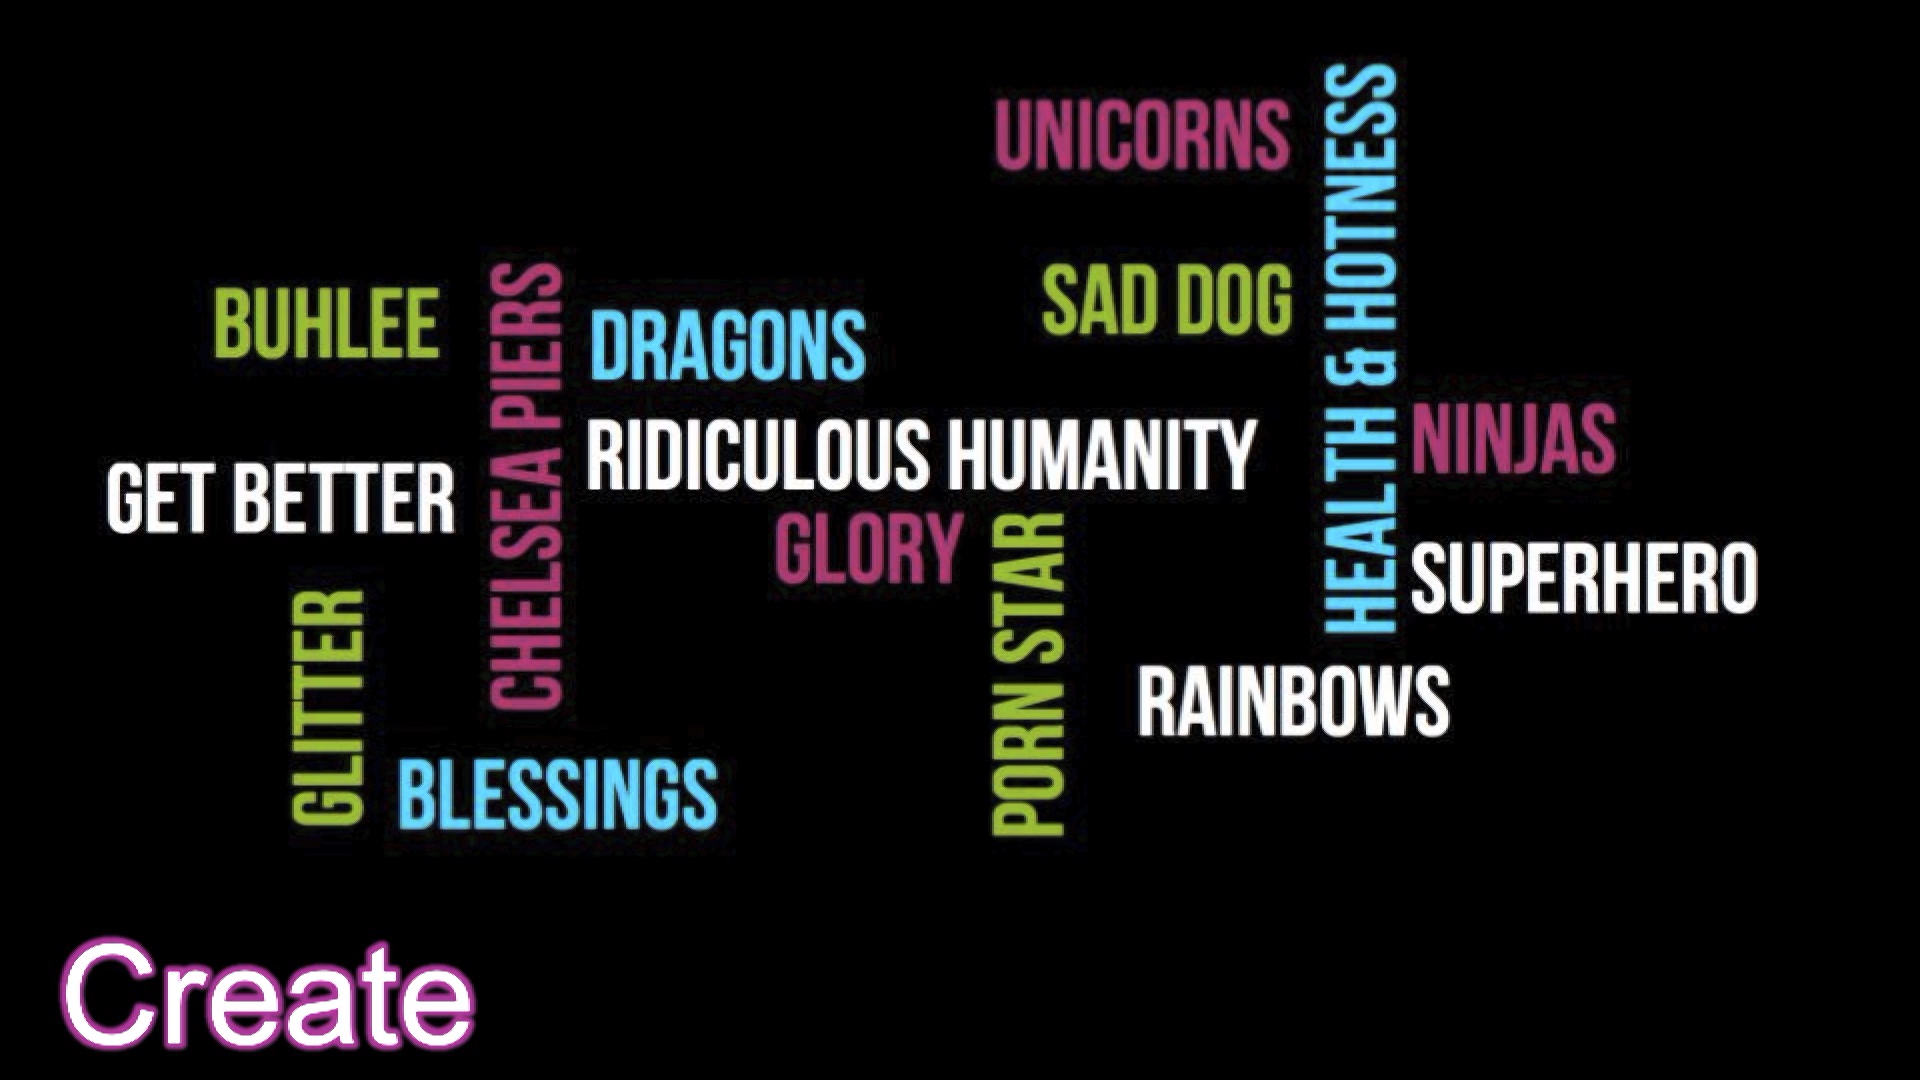 UNICORNS
HEALTH & HOTNESS
SAD DOG
BUHLEE
CHELSEA PIERS
DRAGONS
RIDICULOUS HUMANITY
NINJAS
GET BETTER
GLORY
PORN STAR
SUPERHERO
GLITTER
RAINBOWS
BLESSINGS
Create